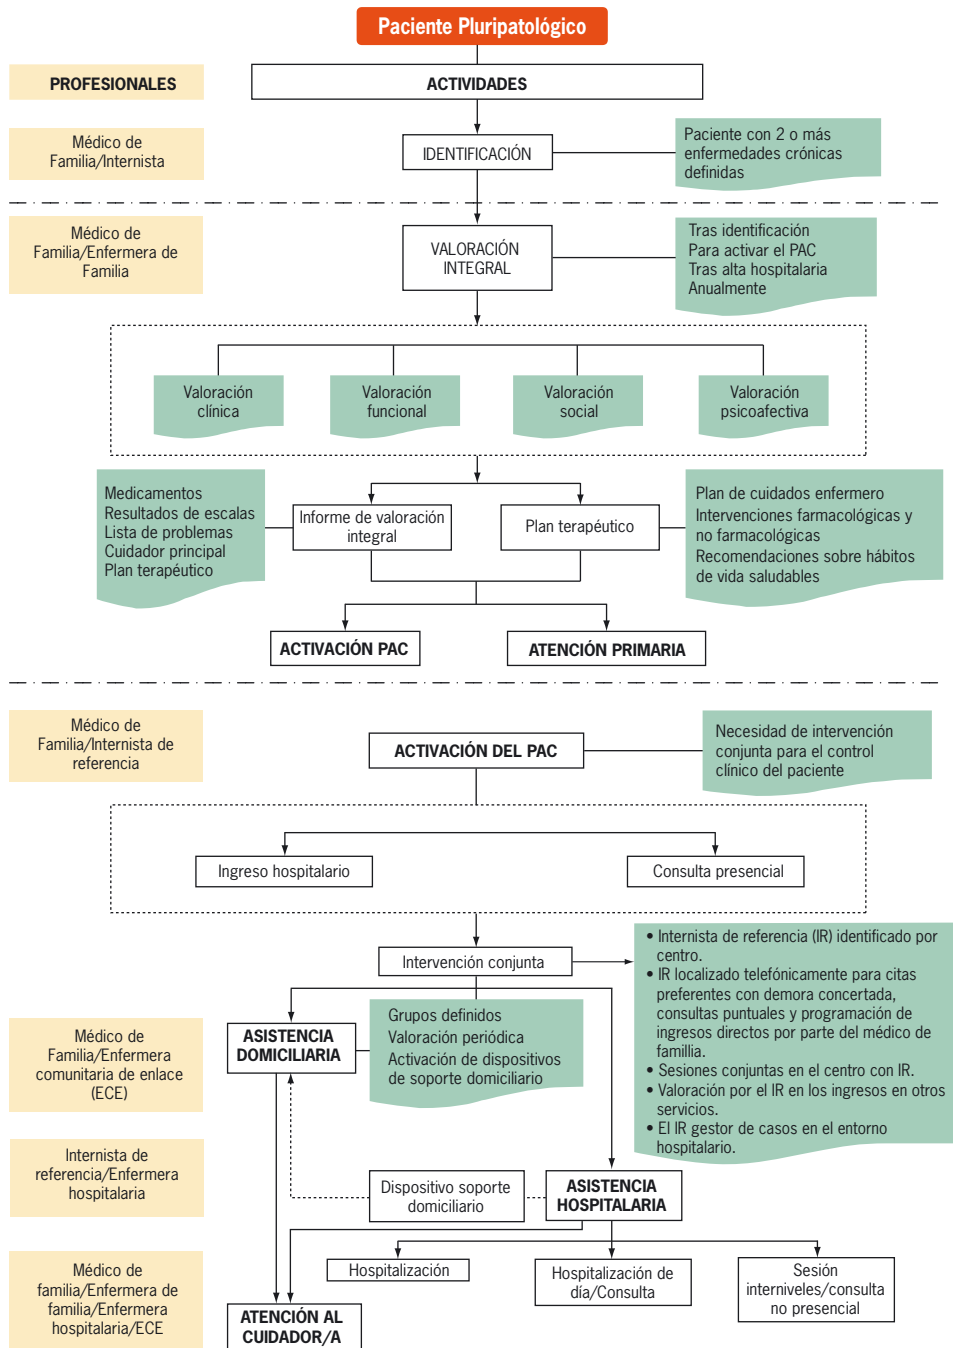 Paciente Pluripatológico
PROFESIONALES
ACTIVIDADES
Médico de
Familia/Internista
IDENTIFICACIÓN
Paciente con 2 o más
enfermedades crónicas
definidas
Médico de
Familia/Enfermera de
Familia
VALORACIÓN
INTEGRAL
Tras identificación
Para activar el PAC
Tras alta hospitalaria
Anualmente
Valoración
clínica
Valoración
funcional
Valoración
social
Valoración
psicoafectiva
Medicamentos
Resultados de escalas
Lista de problemas
Cuidador principal
Plan terapéutico
Informe de valoración
integral
Plan terapéutico
Plan de cuidados enfermero
Intervenciones farmacológicas y
no farmacológicas
Recomendaciones sobre hábitos
de vida saludables
ACTIVACIÓN PAC
ATENCIÓN PRIMARIA
Médico de
Familia/Internista de
referencia
ACTIVACIÓN DEL PAC
Necesidad de intervención
conjunta para el control
clínico del paciente
Ingreso hospitalario
Consulta presencial
Intervención conjunta
• Internista de referencia (IR) identificado por
centro.
• IR localizado telefónicamente para citas
preferentes con demora concertada,
consultas puntuales y programación de
ingresos directos por parte del médico de
famillia.
• Sesiones conjuntas en el centro con IR.
• Valoración por el IR en los ingresos en otros
servicios.
• El IR gestor de casos en el entorno
hospitalario.
Médico de
Familia/Enfermera
comunitaria de enlace
(ECE)
ASISTENCIA
DOMICILIARIA
Grupos definidos
Valoración periódica
Activación de dispositivos
de soporte domiciliario
Internista de
referencia/Enfermera
hospitalaria
Dispositivo soporte
domiciliario
ASISTENCIA
HOSPITALARIA
Médico de
familia/Enfermera de
familia/Enfermera
hospitalaria/ECE
Hospitalización
Hospitalización de
día/Consulta
Sesión
interniveles/consulta
no presencial
ATENCIÓN AL
CUIDADOR/A